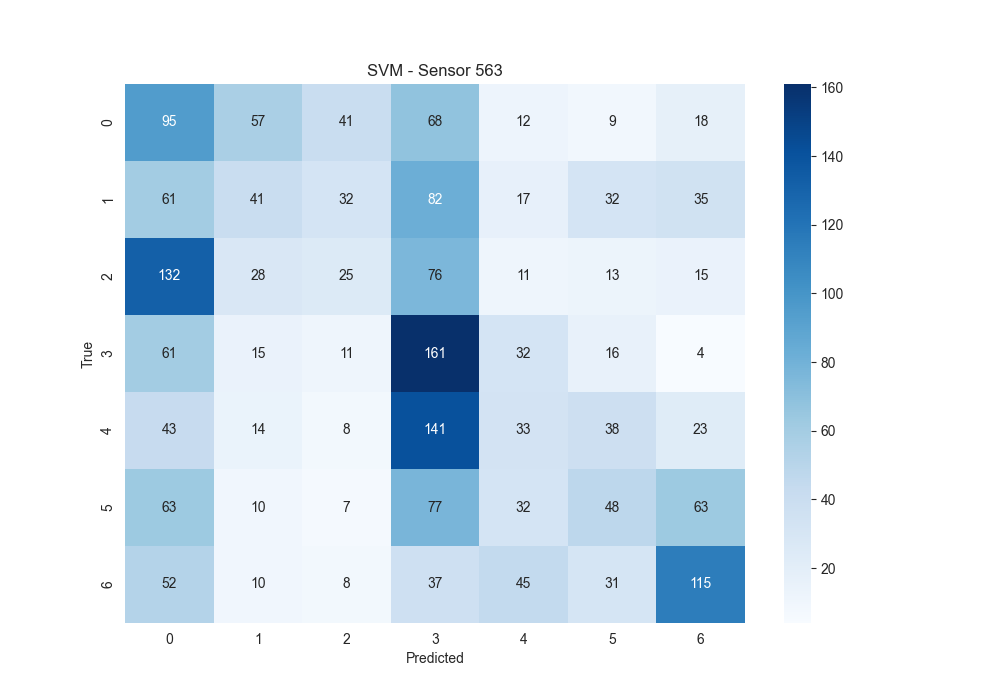 SVM - Sensor 563
0 95 57 41 68 12 9 18
1 61 41 32 82 17 32 35
2 132 28 25 76 11 13 15
3 61 15 11 161 32 16 4
4 43 14 8 141 33 38 23
5 63 10 7 77 32 48 63
6 52 10 8 37 45 31 115
0 1 2 3 4 5 6
Predicted
True
160
140
120
100
80
60
40
20